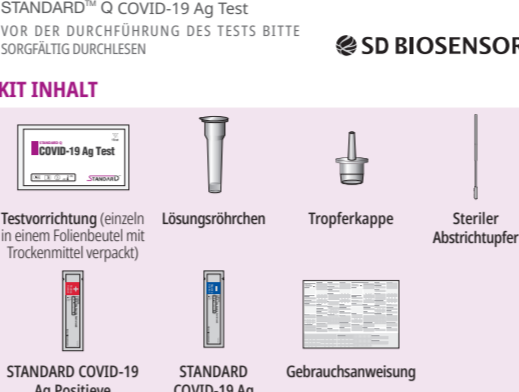 STANDARD™ Q COVID-19 Ag Test
VOR DER DURCHFÜHRUNG DES TESTS BITTE
SORGFÄLTIG DURCHLESEN
SD BIOSENSOR
KIT INHALT
STANDARD Q
COVID-19 Ag Test
STANDARD
Testvorrichtung (einzeln
in einem Folienbeutel mit
Trockenmittel verpackt)
Lösungsröhrchen
Tropferkappe
Steriler
Abstrichtupfer
STANDARD COVID-19
Ag Positieve
STANDARD
COVID-19 Ag
Gebrauchsanweisung